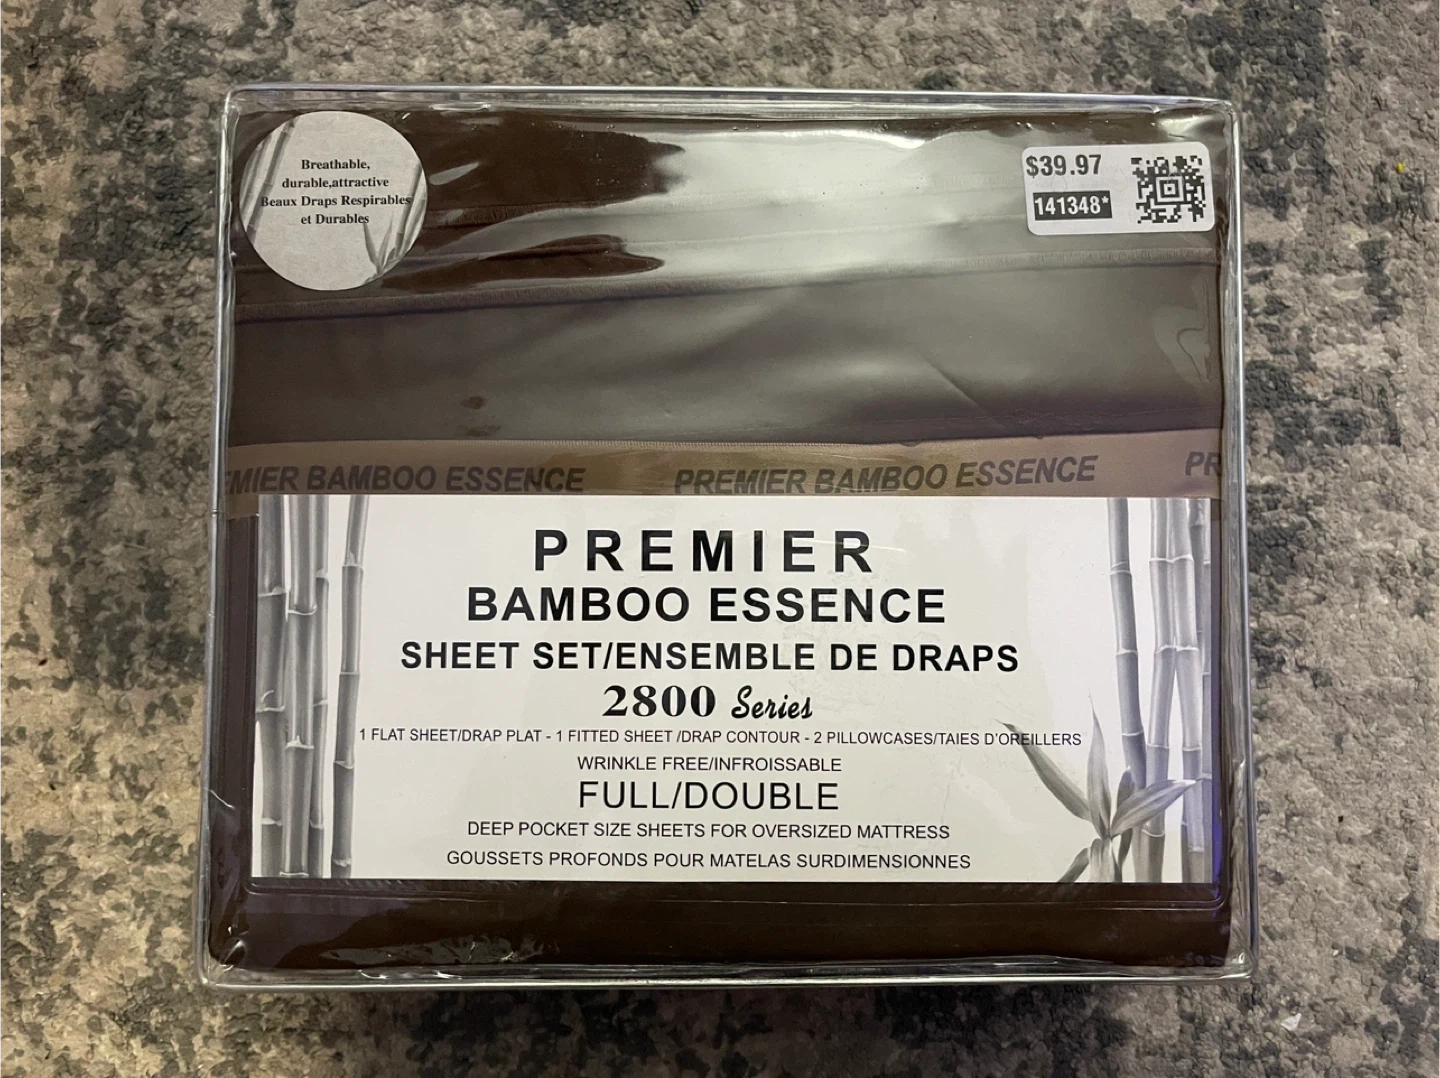 Breathable,
durable,attractive
Beaux Draps Respirables
et Durables
$39.97
141348*
EMIER BAMBOO ESSENCE PREMIER BAMBOO ESSENCE PR
PREMIER
BAMBOO ESSENCE
SHEET SET/ENSEMBLE DE DRAPS
2800 Series
1 FLAT SHEET/DRAP PLAT - 1 FITTED SHEET /DRAP CONTOUR - 2 PILLOWCASES/TAIES D'OREILLERS
WRINKLE FREE/INFROISSABLE
FULL/DOUBLE
DEEP POCKET SIZE SHEETS FOR OVERSIZED MATTRESS
GOUSSETS PROFONDS POUR MATELAS SURDIMENSIONNES